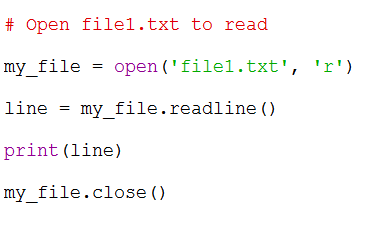 # Open file1.txt to read
my_file = open('file1.txt', 'r')
line = my_file.readline()
print(line)
my_file.close()